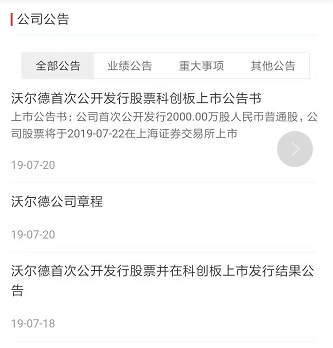 公司公告
全部公告 业绩公告 重大事项 其他公告
沃尔德首次公开发行股票科创板上市公告书
上市公告书：公司首次公开发行2000.00万股人民币普通股，公
司股票将于2019-07-22在上海证券交易所上市
19-07-20
沃尔德公司章程
19-07-20
沃尔德首次公开发行股票并在科创板上市发行结果公
告
19-07-18